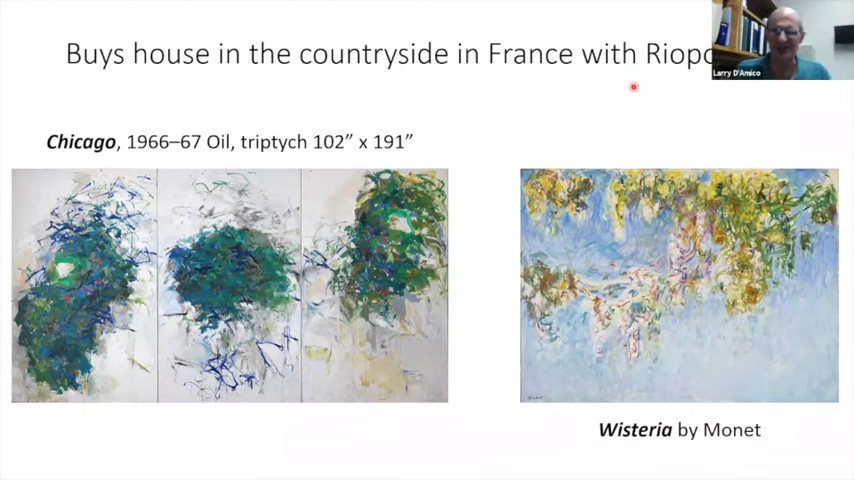 Buys house in the countryside in France with Riop
Larry D'Amico
Chicago, 1966–67 Oil, triptych 102” x 191”
Wisteria by Monet